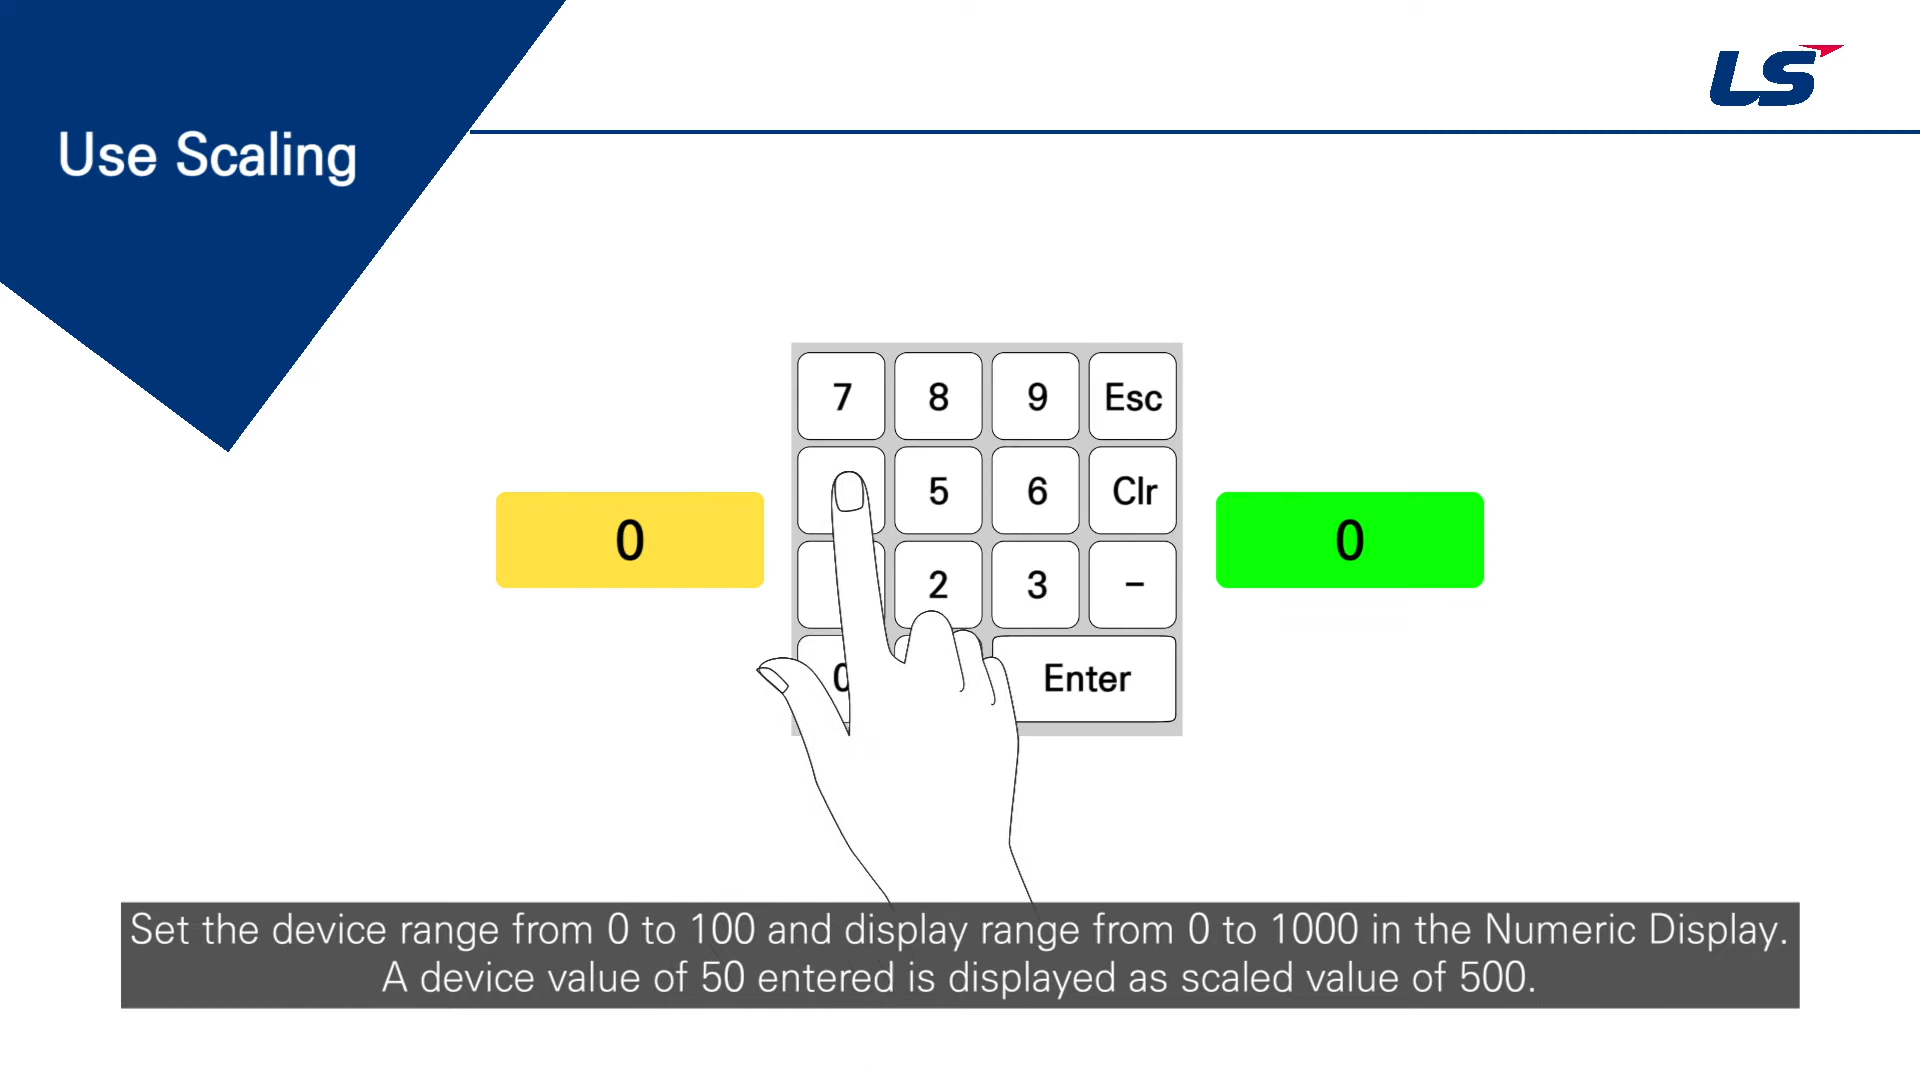 LS
Use Scaling
7 8 9 Esc
5 6 Clr
0 0
2 3 -
0 Enter
Set the device range from 0 to 100 and display range from 0 to 1000 in the Numeric Display.
A device value of 50 entered is displayed as scaled value of 500.